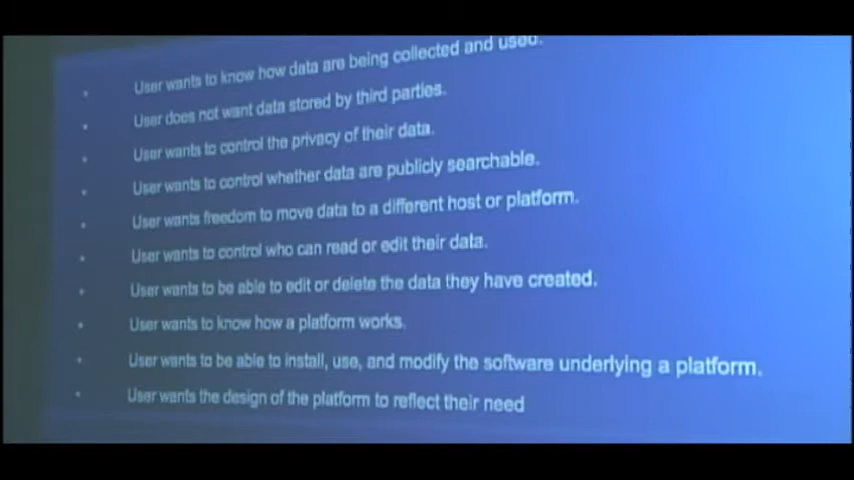 • User wants to know how data are being collected and used.
• User does not want data stored by third parties.
• User wants to control the privacy of their data.
• User wants to control whether data are publicly searchable.
• User wants freedom to move data to a different host or platform.
• User wants to control who can read or edit their data.
• User wants to be able to edit or delete the data they have created.
• User wants to know how a platform works.
• User wants to be able to install, use, and modify the software underlying a platform.
• User wants the design of the platform to reflect their need